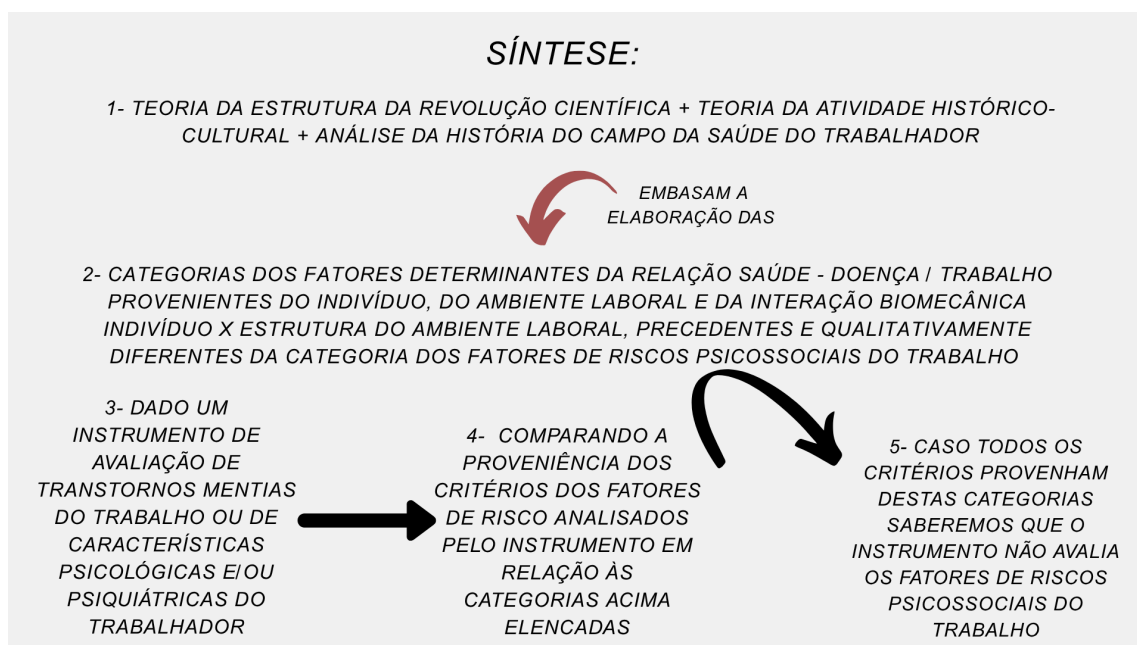 SÍNTESE:
1- TEORIA DA ESTRUTURA DA REVOLUÇÃO CIENTÍFICA + TEORIA DA ATIVIDADE HISTÓRICO-
CULTURAL + ANÁLISE DA HISTÓRIA DO CAMPO DA SAÚDE DO TRABALHADOR
EMBASAM A
ELABORAÇÃO DAS
2- CATEGORIAS DOS FATORES DETERMINANTES DA RELAÇÃO SAÚDE - DOENÇA / TRABALHO
PROVENIENTES DO INDIVÍDUO, DO AMBIENTE LABORAL E DA INTERAÇÃO BIOMECÂNICA
INDIVÍDUO X ESTRUTURA DO AMBIENTE LABORAL, PRECEDENTES E QUALITATIVAMENTE
DIFERENTES DA CATEGORIA DOS FATORES DE RISCOS PSICOSSOCIAIS DO TRABALHO
3- DADO UM
INSTRUMENTO DE
AVALIAÇÃO DE
TRANSTORNOS MENTIAS
DO TRABALHO OU DE
CARACTERÍSTICAS
PSICOLÓGICAS E/OU
PSIQUIÁTRICAS DO
TRABALHADOR
4- COMPARANDO A
PROVENIÊNCIA DOS
CRITÉRIOS DOS FATORES
DE RISCO ANALISADOS
PELO INSTRUMENTO EM
RELAÇÃO ÀS
CATEGORIAS ACIMA
ELENCADAS
5- CASO TODOS OS
CRITÉRIOS PROVENHAM
DESTAS CATEGORIAS
SABEREMOS QUE O
INSTRUMENTO NÃO AVALIA
OS FATORES DE RISCOS
PSICOSSOCIAIS DO
TRABALHO